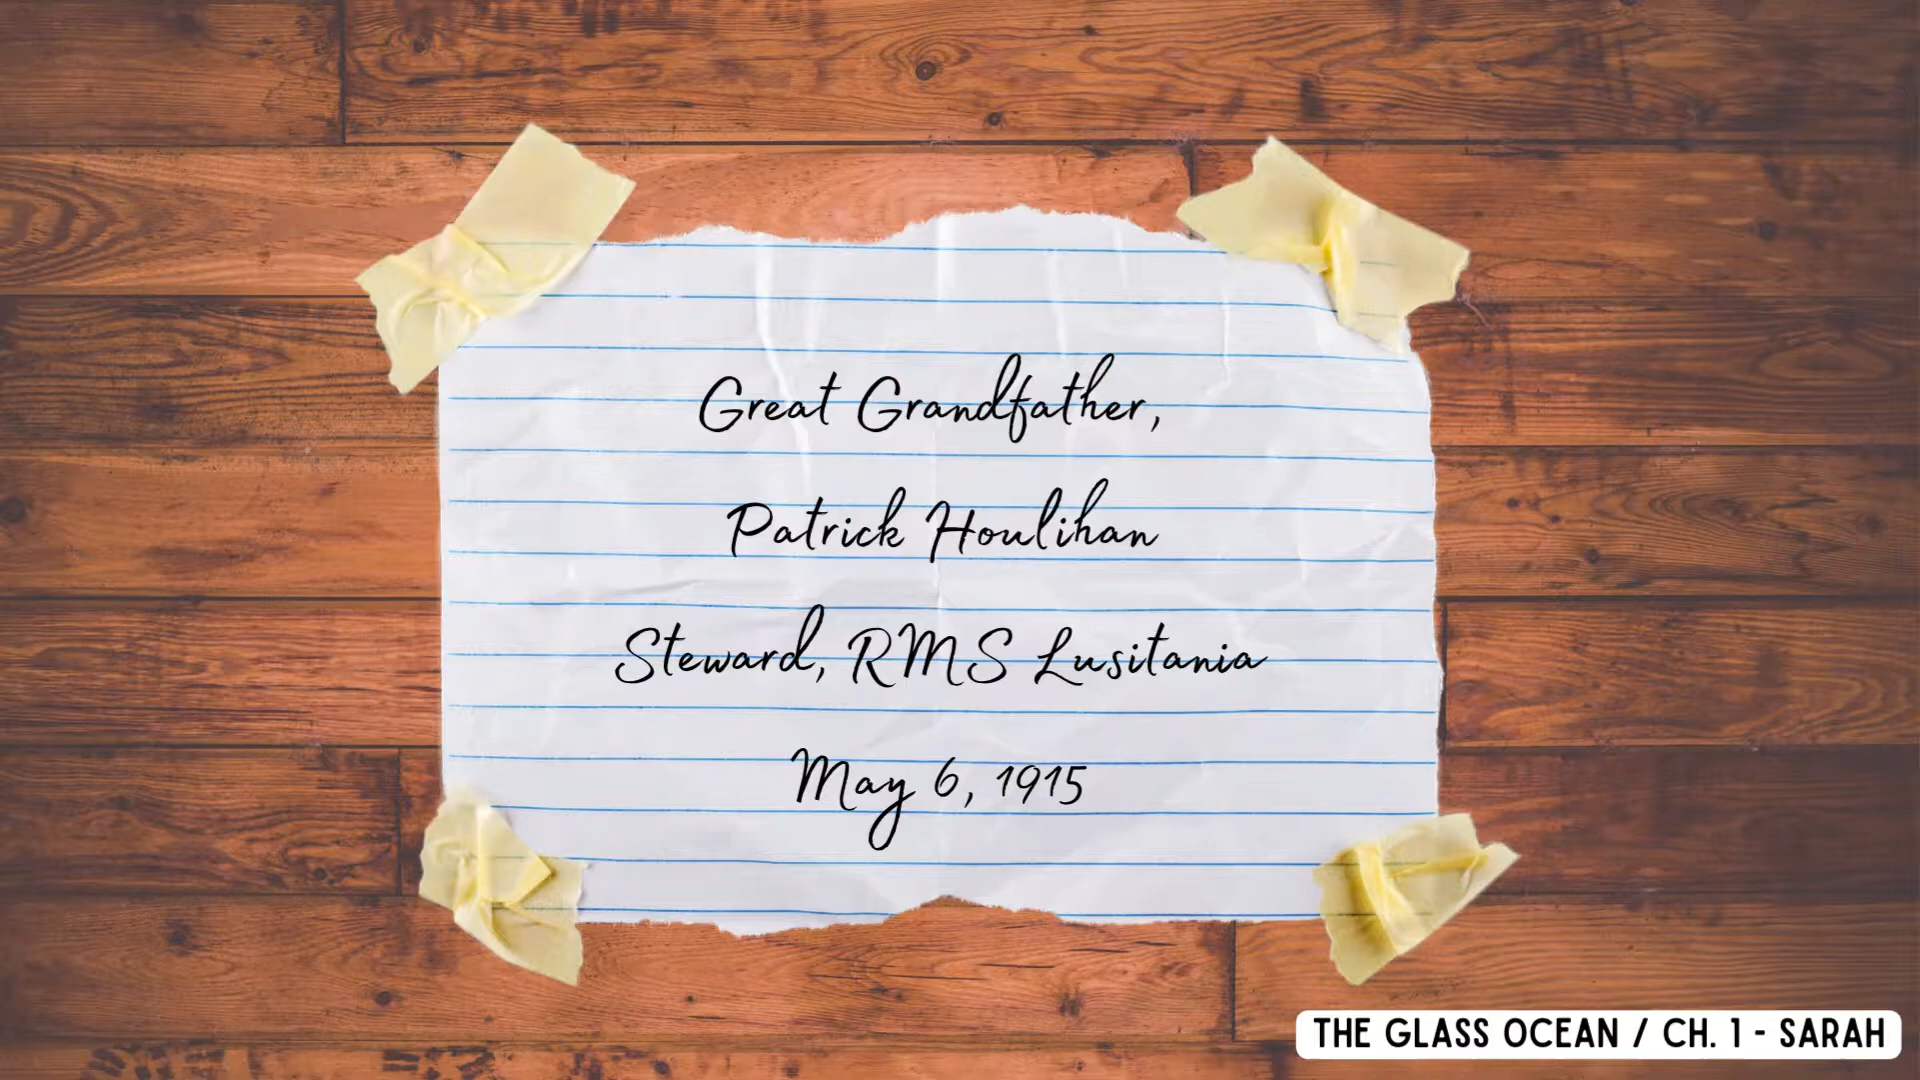 Great Grandfather,
Patrick Houlihan
Steward, RMS Lusitania
May 6, 1915
THE GLASS OCEAN / CH. 1 - SARAH